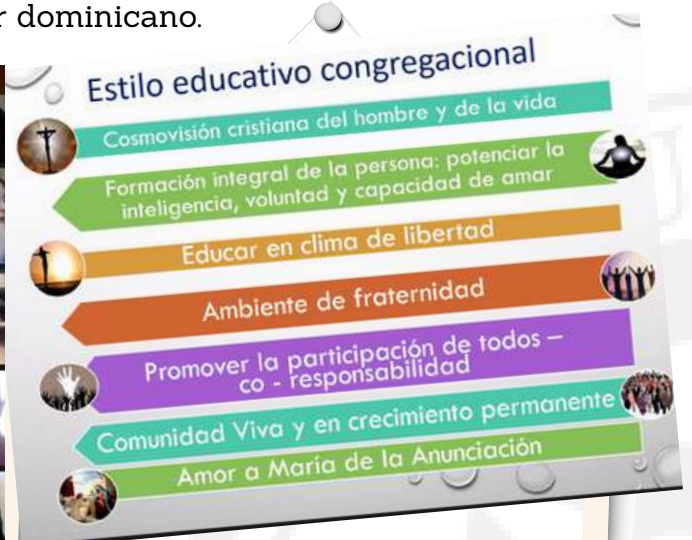 dominicano.
Estilo educativo congregacional
Cosmovisión cristiana del hombre y de la vida
Formación integral de la persona: potenciar la
inteligencia, voluntad y capacidad de amar
Educar en clima de libertad
Ambiente de fraternidad
Promover la participación de todos –
co - responsabilidad
Comunidad Viva y en crecimiento permanente
Amor a María de la Anunciación